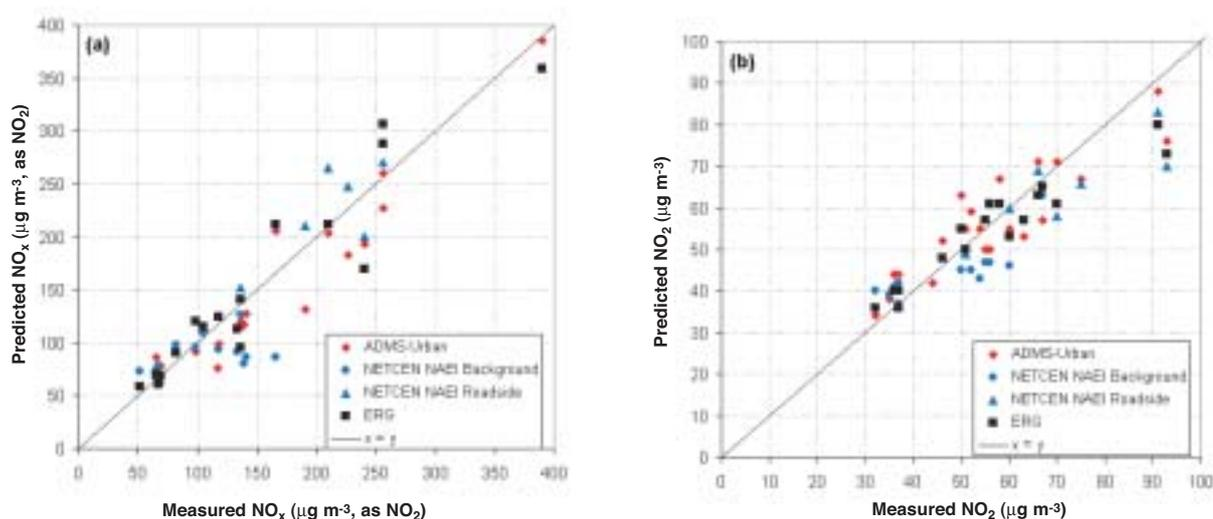 (a)
Predicted NOx (µg m-3, as NO2)
400
350
300
250
200
150
100
50
0
0 50 100 150 200 250 300 350 400
Measured NOx (µg m-3, as NO2)
ADMS-Urban
NETCEN NAEI Background
NETCEN NAEI Roadside
ERG
x = y
(b)
Predicted NO2 (µg m-3)
100
90
80
70
60
50
40
30
20
10
0
0 10 20 30 40 50 60 70 80 90 100
Measured NO2 (µg m-3)
ADMS-Urban
NETCEN NAEI Background
NETCEN NAEI Roadside
ERG
x = y